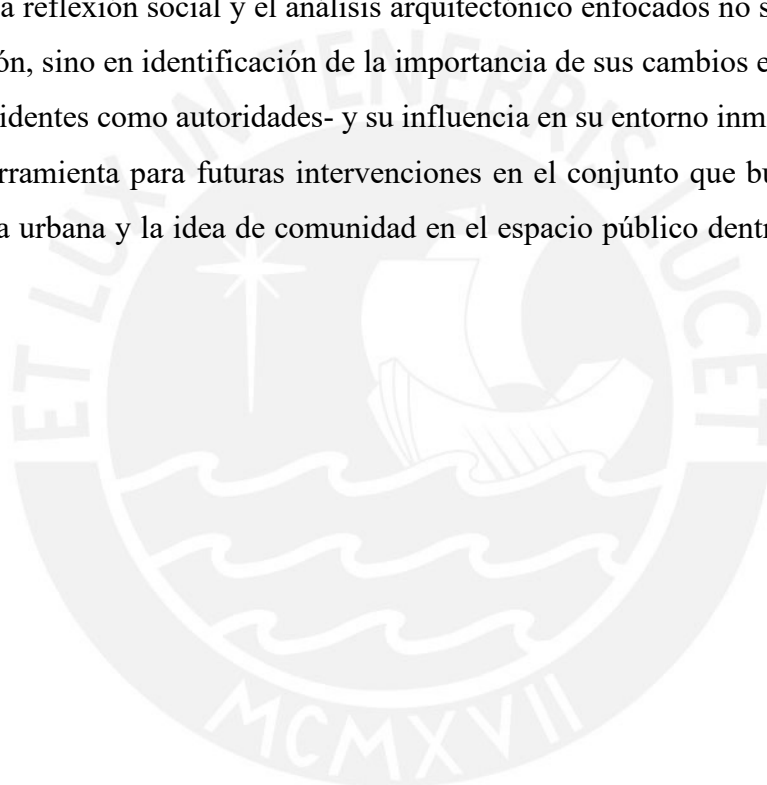 a reflexión social y el análisis arquitectónico enfocados no s
ón, sino en identificación de la importancia de sus cambios e
identes como autoridades- y su influencia en su entorno inm
rramienta para futuras intervenciones en el conjunto que bu
a urbana y la idea de comunidad en el espacio público dentr
ET LUX IN TENEBRIS LUCET
MCMXVII